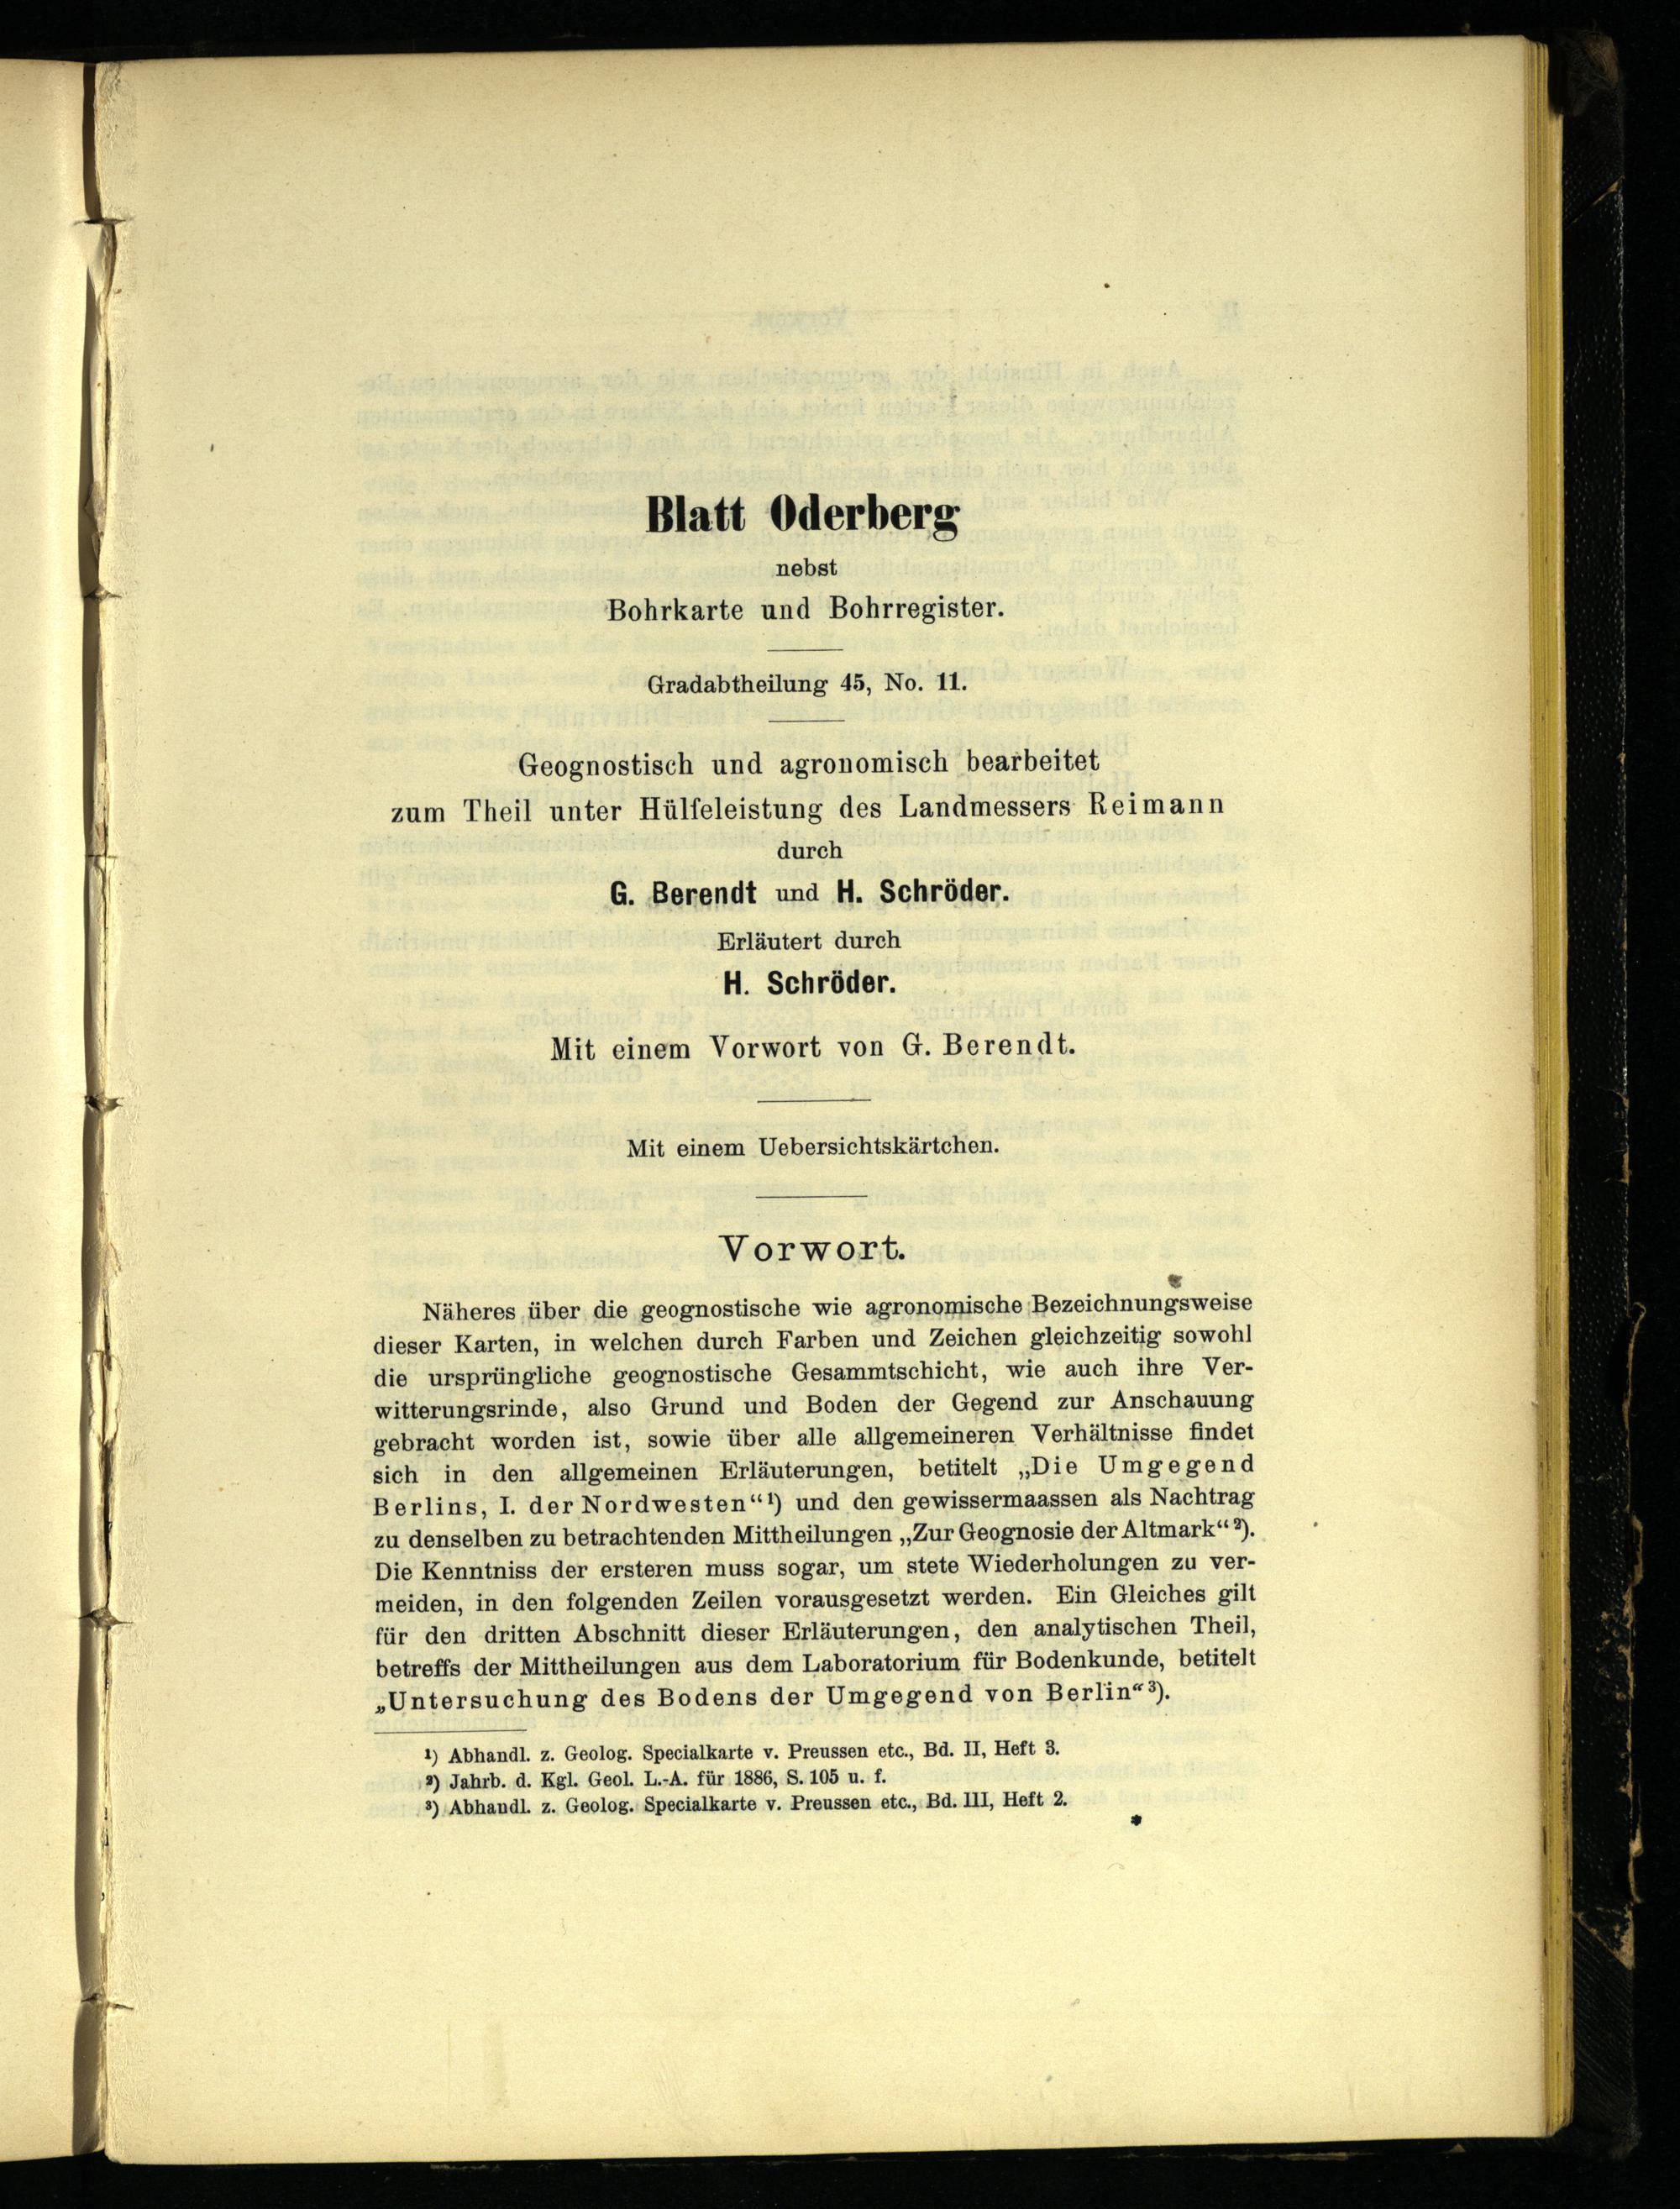 Blatt Oderberg
nebst
Bohrkarte und Bohrregister.
Gradabtheilung 45, No. 11.
Geognostisch und agronomisch bearbeitet
zum Theil unter Hülfeleistung des Landmessers Reimann
durch
G. Berendt und H. Schröder.
Erläutert durch
H. Schröder.
Mit einem Vorwort von G. Berendt.
Mit einem Uebersichtskärtchen.
Vorwort.
Näheres über die geognostische wie agronomische Bezeichnungsweise
dieser Karten, in welchen durch Farben und Zeichen gleichzeitig sowohl
die ursprüngliche geognostische Gesammtschicht, wie auch ihre Ver-
witterungsrinde, also Grund und Boden der Gegend zur Anschauung
gebracht worden ist, sowie über alle allgemeineren Verhältnisse findet
sich in den allgemeinen Erläuterungen, betitelt „Die Umgegend
Berlins, I. der Nordwesten“¹) und den gewissermaassen als Nachtrag
zu denselben zu betrachtenden Mittheilungen „Zur Geognosie der Altmark“²).
Die Kenntniss der ersteren muss sogar, um stete Wiederholungen zu ver-
meiden, in den folgenden Zeilen vorausgesetzt werden. Ein Gleiches gilt
für den dritten Abschnitt dieser Erläuterungen, den analytischen Theil,
betreffs der Mittheilungen aus dem Laboratorium für Bodenkunde, betitelt
„Untersuchung des Bodens der Umgegend von Berlin“³).
¹) Abhandl. z. Geolog. Specialkarte v. Preussen etc., Bd. II, Heft 3.
²) Jahrb. d. Kgl. Geol. L.-A. für 1886, S. 105 u. f.
³) Abhandl. z. Geolog. Specialkarte v. Preussen etc., Bd. III, Heft 2.